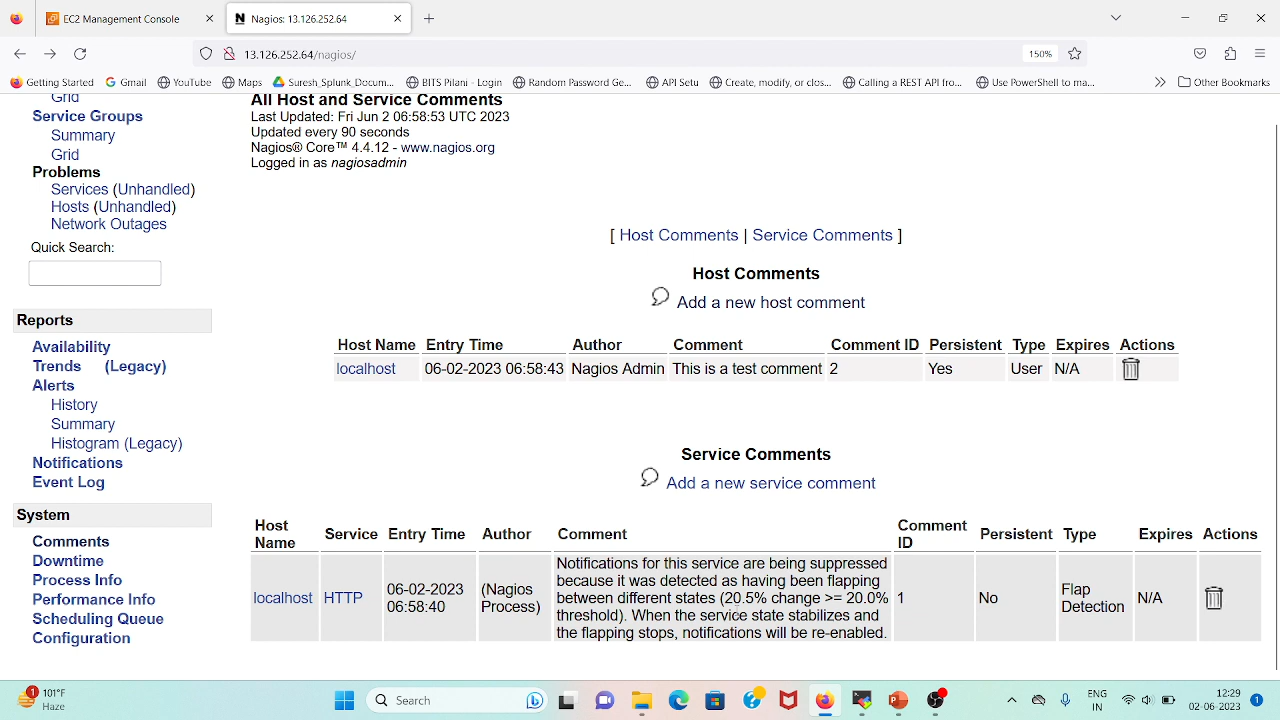 EC2 Management Console
Nagios: 13.126.252.64
13.126.252.64/nagios/
150%
Getting Started
Gmail
YouTube
Maps
Suresh_Splunk_Docum...
BITS Pilani - Login
Random Password Ge...
API Setu
Create, modify, or clos...
Calling a REST API fro...
Use PowerShell to ma...
Other Bookmarks
Grid
Service Groups
Summary
Grid
Problems
Services (Unhandled)
Hosts (Unhandled)
Network Outages
Quick Search:
Reports
Availability
Trends (Legacy)
Alerts
History
Summary
Histogram (Legacy)
Notifications
Event Log
System
Comments
Downtime
Process Info
Performance Info
Scheduling Queue
Configuration
All Host and Service Comments
Last Updated: Fri Jun 2 06:58:53 UTC 2023
Updated every 90 seconds
Nagios® Core™ 4.4.12 - www.nagios.org
Logged in as nagiosadmin
[ Host Comments | Service Comments ]
Host Comments
Add a new host comment
Host Name Entry Time Author Comment Comment ID Persistent Type Expires Actions
localhost 06-02-2023 06:58:43 Nagios Admin This is a test comment 2 Yes User N/A
Service Comments
Add a new service comment
Host Name Service Entry Time Author Comment Comment ID Persistent Type Expires Actions
localhost HTTP 06-02-2023 06:58:40 (Nagios Process)
Notifications for this service are being suppressed
because it was detected as having been flapping
between different states (20.5% change >= 20.0%
threshold). When the service state stabilizes and
the flapping stops, notifications will be re-enabled.
1 No Flap Detection N/A
1
101°F
Haze
Search
ENG
IN
12:29
02-06-2023
1